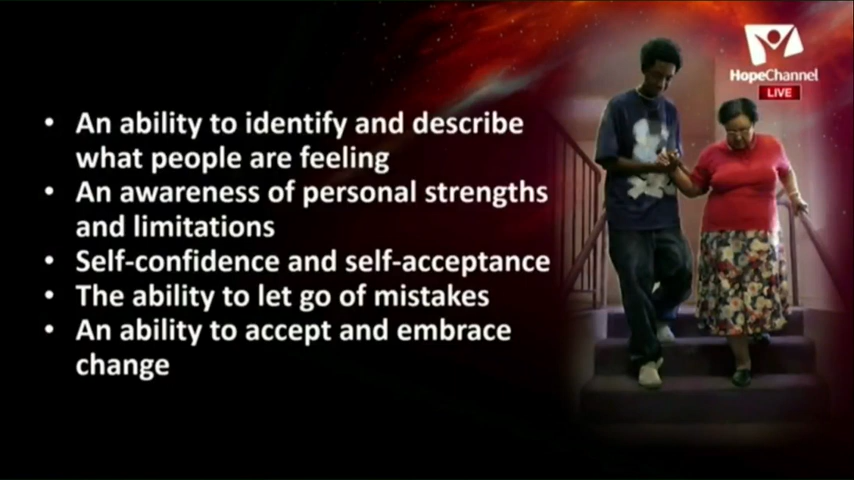 HopeChannel
LIVE
• An ability to identify and describe
what people are feeling
• An awareness of personal strengths
and limitations
• Self-confidence and self-acceptance
• The ability to let go of mistakes
• An ability to accept and embrace
change